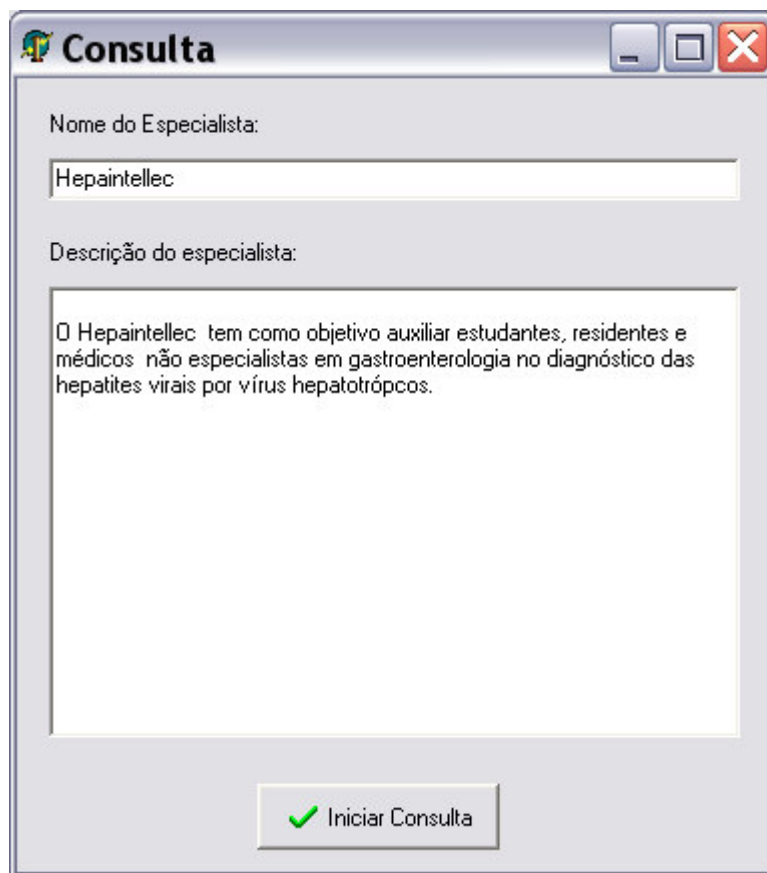 Consulta
Nome do Especialista:
Hepaintellec
Descrição do especialista:
O Hepaintellec  tem como objetivo auxiliar estudantes, residentes e
médicos  não especialistas em gastroenterologia no diagnóstico das
hepatites virais por vírus hepatotrópcos.
Iniciar Consulta